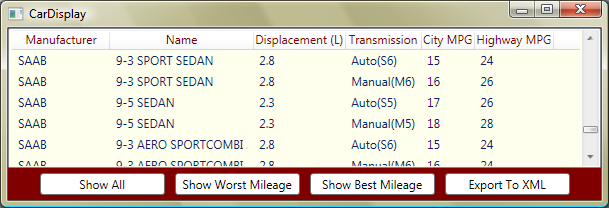 CarDisplay
Manufacturer Name Displacement (L) Transmission City MPG Highway MPG
SAAB 9-3 SPORT SEDAN 2.8 Auto(S6) 15 24
SAAB 9-3 SPORT SEDAN 2.8 Manual(M6) 16 26
SAAB 9-5 SEDAN 2.3 Auto(S5) 17 26
SAAB 9-5 SEDAN 2.3 Manual(M5) 18 28
SAAB 9-3 AERO SPORTCOMBI 2.8 Auto(S6) 15 24
SAAB 9-3 AERO SPORTCOMBI 2.8 Manual(M6) 16 24
Show All Show Worst Mileage Show Best Mileage Export To XML